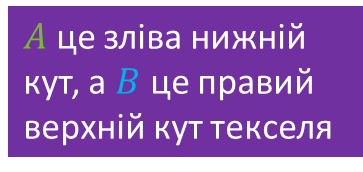 A це зліва нижній
кут, а B це правий
верхній кут текселя